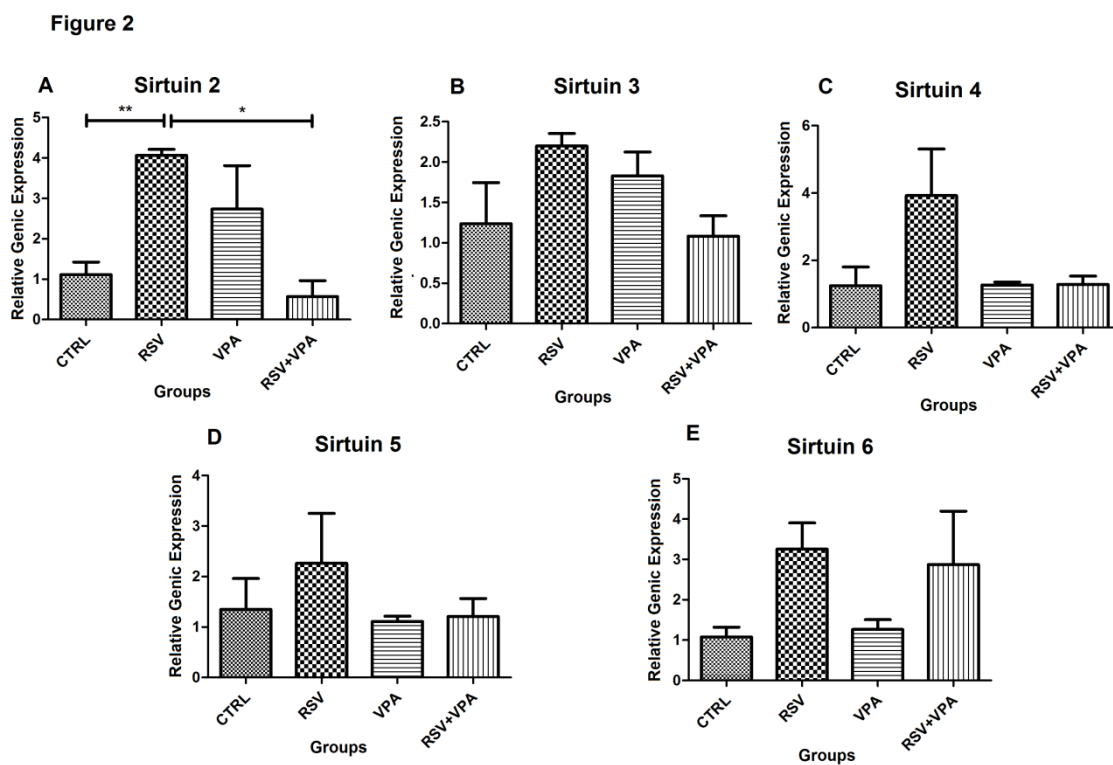 Figure 2
A
Sirtuin 2
**
*
Relative Genic Expression
5
4
3
2
1
0
CTRL
RSV
VPA
RSV+VPA
Groups
B
Sirtuin 3
Relative Genic Expression
2.5
2.0
1.5
1.0
0.5
0.0
CTRL
RSV
VPA
RSV+VPA
Groups
C
Sirtuin 4
Relative Genic Expression
6
4
2
0
CTRL
RSV
VPA
RSV+VPA
Groups
D
Sirtuin 5
Relative Genic Expression
4
3
2
1
0
CTRL
RSV
VPA
RSV+VPA
Groups
E
Sirtuin 6
Relative Genic Expression
5
4
3
2
1
0
CTRL
RSV
VPA
RSV+VPA
Groups